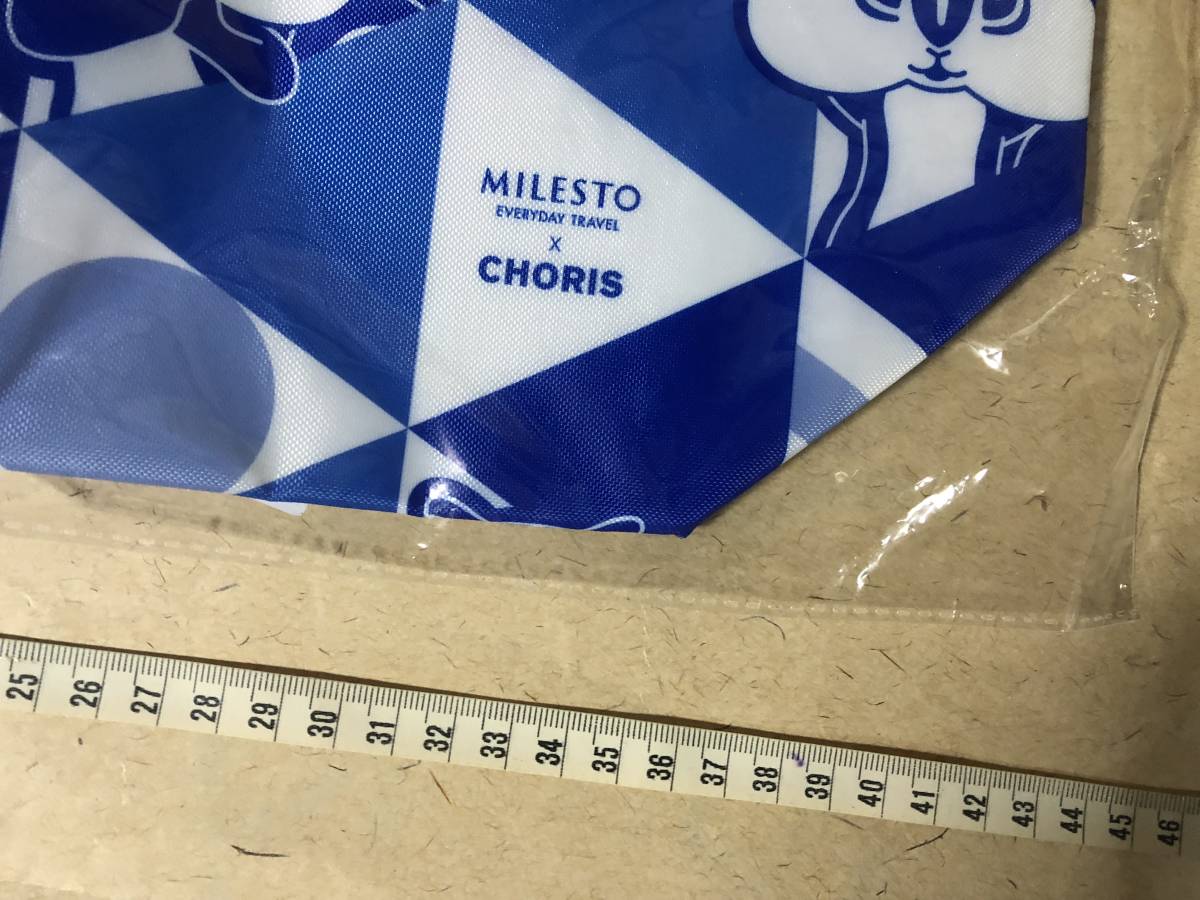 MILESTO
EVERYDAY TRAVEL
X
CHORIS
25 26 27 28 29 30 31 32 33 34 35 36 37 38 39 40 41 42 43 44 45 46